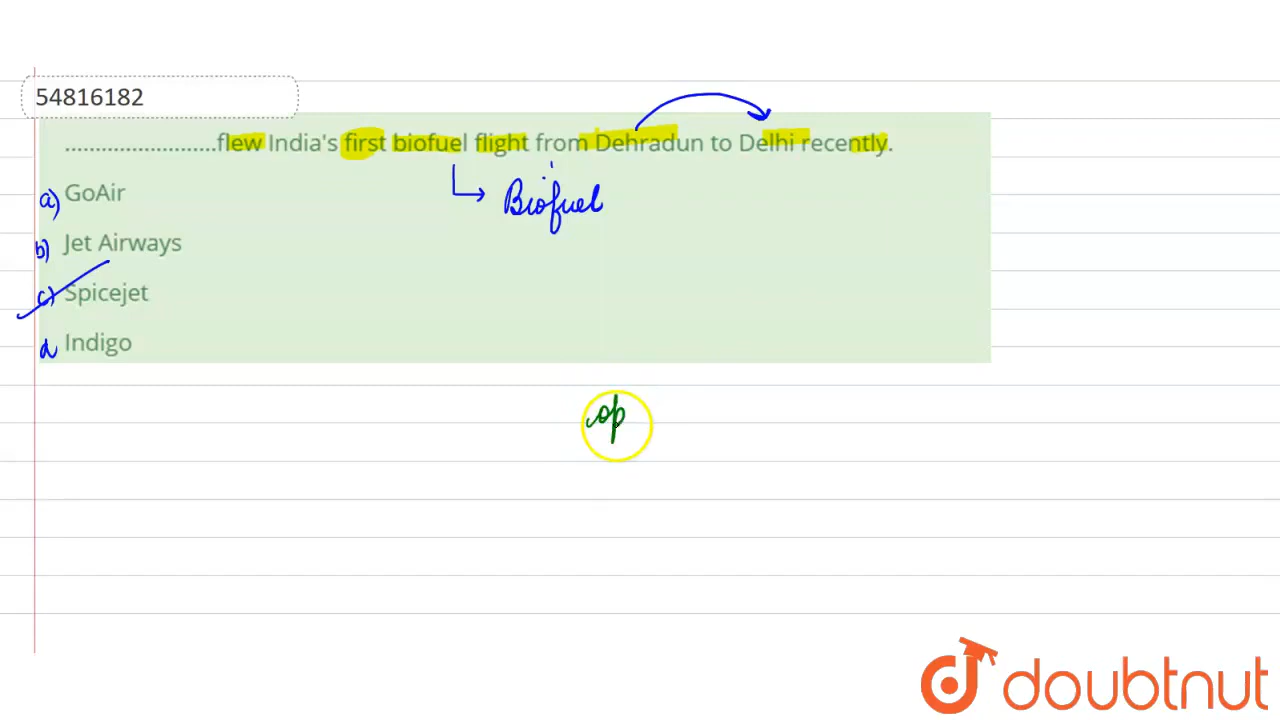 54816182
.........................flew India's first biofuel flight from Dehradun to Delhi recently.
a) GoAir
Biofuel
b) Jet Airways
c) Spicejet
d Indigo
op
doubtnut